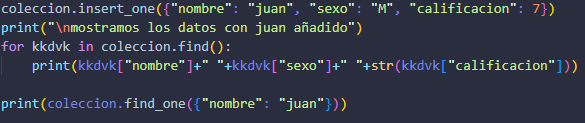 coleccion.insert_one({"nombre": "juan", "sexo": "M", "calificacion": 7})
print("\nmostramos los datos con juan añadido")
for kkdvk in coleccion.find():
    print(kkdvk["nombre"]+" "+kkdvk["sexo"]+" "+str(kkdvk["calificacion"]))

print(coleccion.find_one({"nombre": "juan"}))